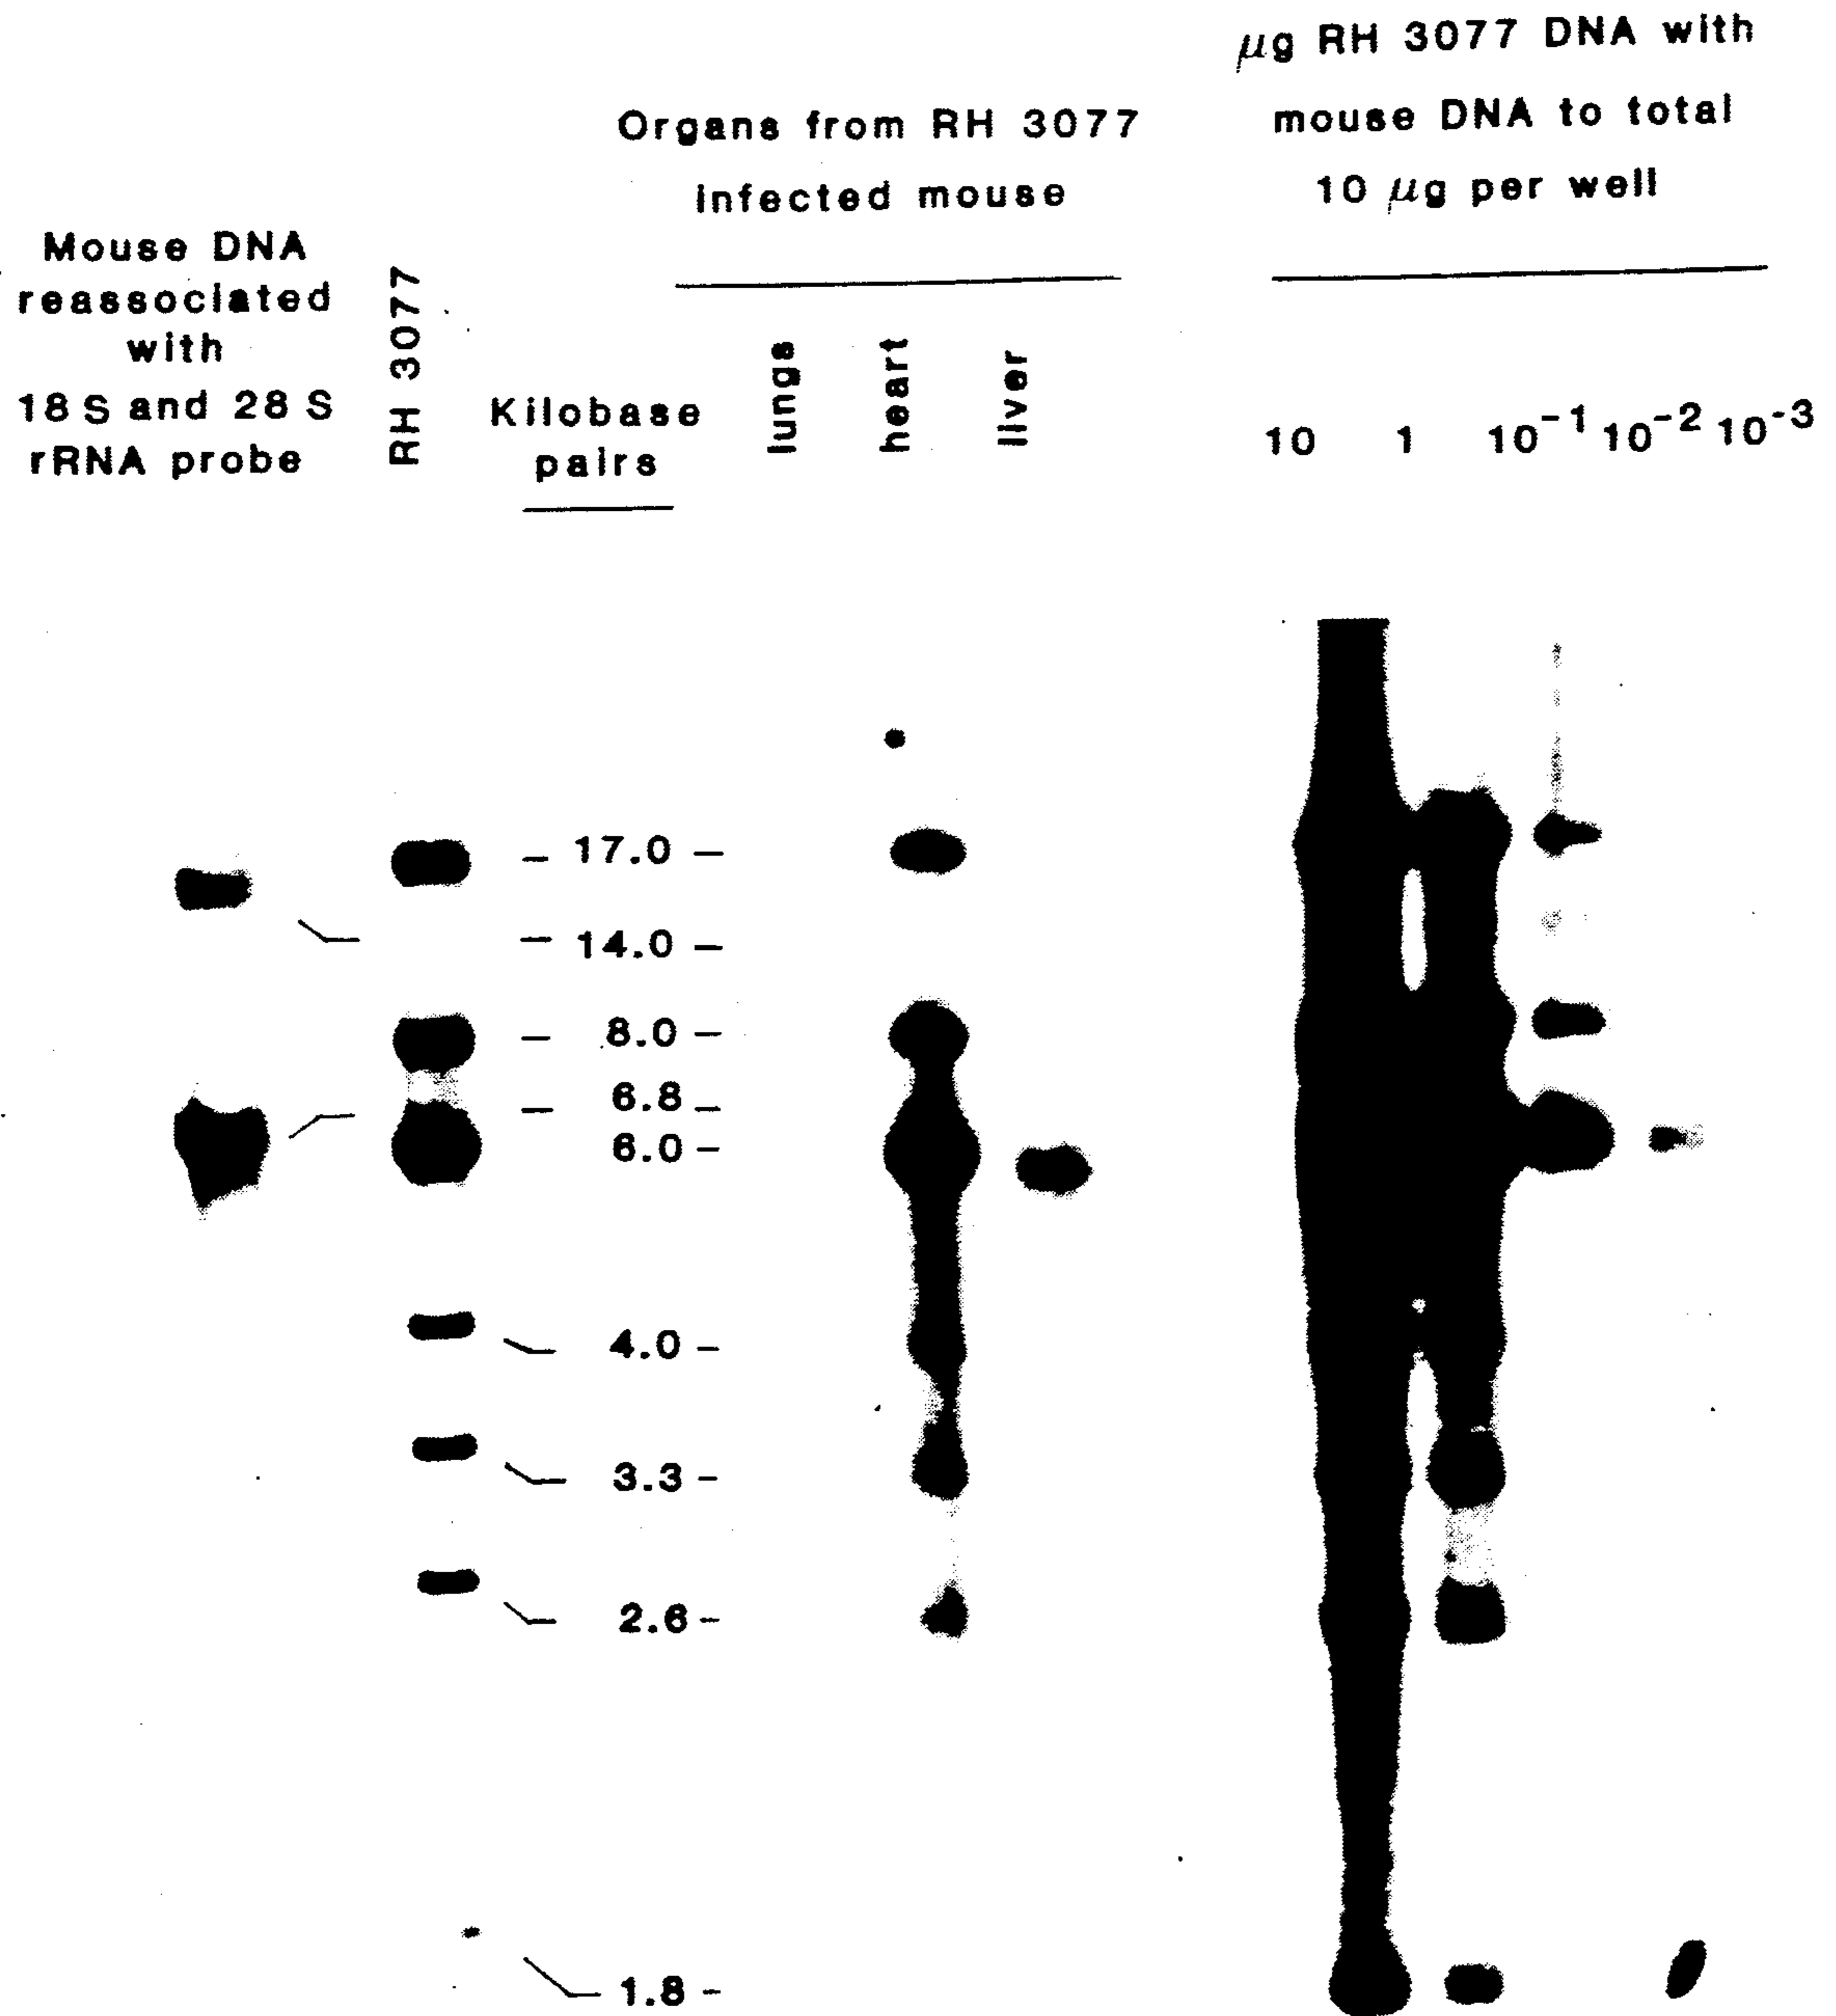 Mouse DNA
reassociated
with
18 S and 28 S
rRNA probe
RH 3077
Kilobase
pairs
Organs from RH 3077
infected mouse
lungs
heart
liver
μg RH 3077 DNA with
mouse DNA to total
10 μg per well
10 1 10⁻¹ 10⁻² 10⁻³
– 17.0 –
– 14.0 –
– 8.0 –
– 6.8 –
6.0 –
4.0 –
3.3 –
2.6 –
1.8 –